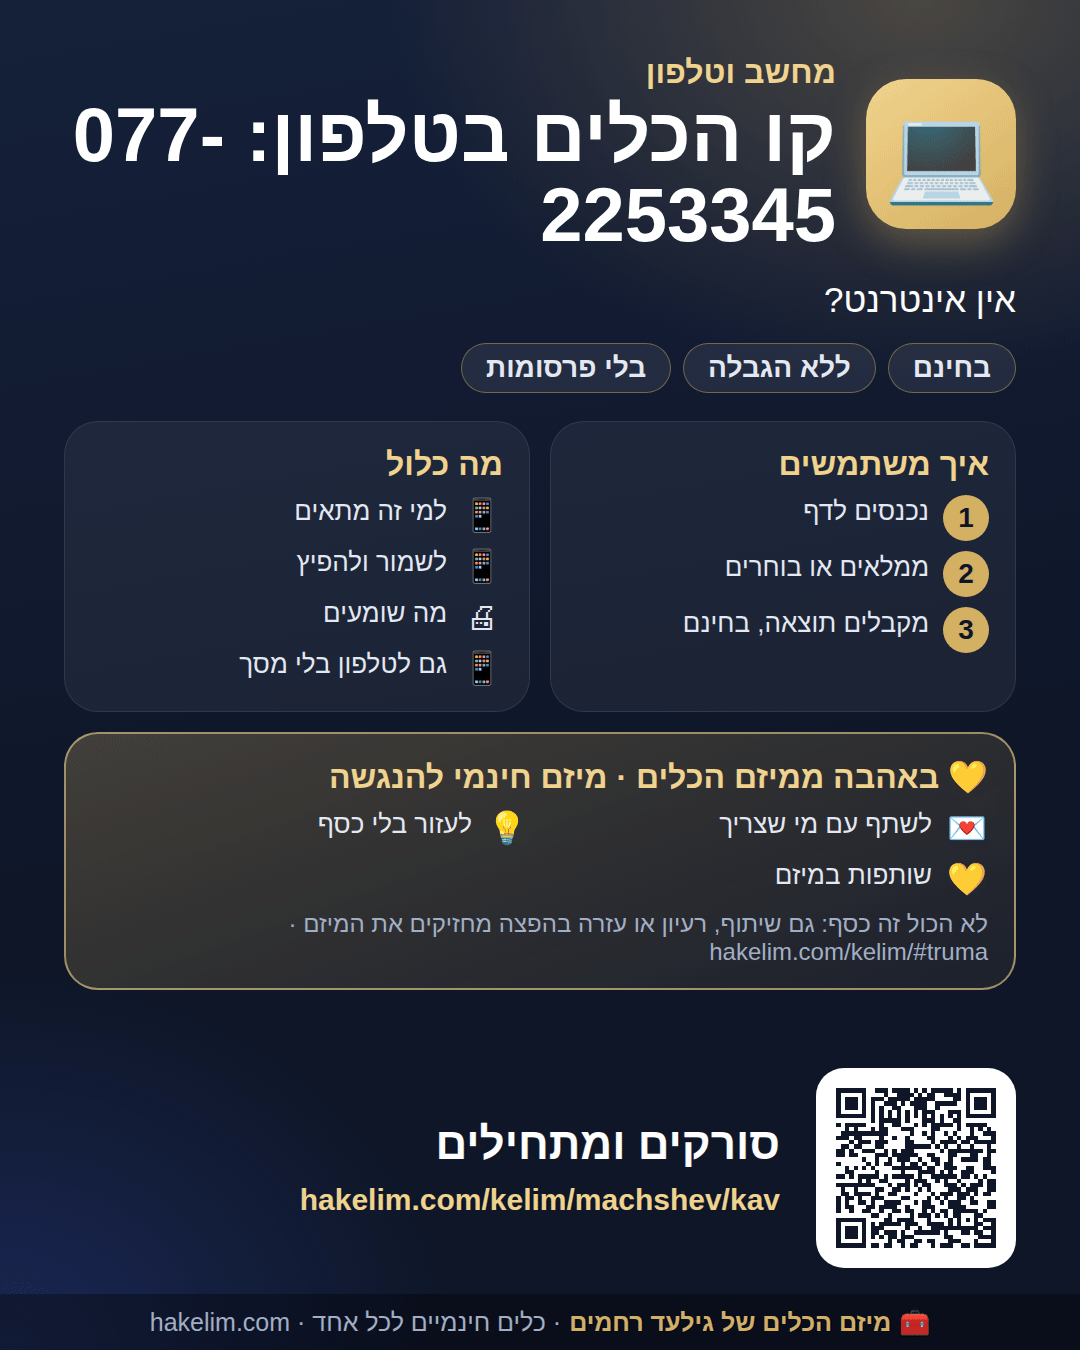 מחשב וטלפון
קו הכלים בטלפון: 077-
2253345
אין אינטרנט?
בחינם
ללא הגבלה
בלי פרסומות
איך משתמשים
1 נכנסים לדף
2 ממלאים או בוחרים
3 מקבלים תוצאה, בחינם
מה כלול
למי זה מתאים
לשמור ולהפיץ
מה שומעים
גם לטלפון בלי מסך
באהבה ממיזם הכלים · מיזם חינמי להנגשה
לשתף עם מי שצריך
לעזור בלי כסף
שותפות במיזם
לא הכול זה כסף: גם שיתוף, רעיון או עזרה בהפצה מחזיקים את המיזם ·
hakelim.com/kelim/#truma
סורקים ומתחילים
hakelim.com/kelim/machshev/kav
מיזם הכלים של גילעד רחמים · כלים חינמיים לכל אחד · hakelim.com